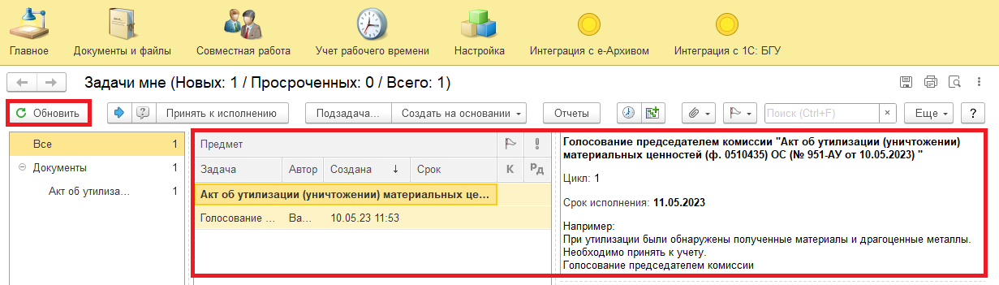 Главное Документы и файлы Совместная работа Учет рабочего времени Настройка Интеграция с е-Архивом Интеграция с 1С: БГУ
Задачи мне (Новых: 1 / Просроченных: 0 / Всего: 1)
Обновить Принять к исполнению Подзадача... Создать на основании Отчеты Поиск (Ctrl+F) × Еще ?
Все 1
Документы 1
Акт об утилиза... 1
Предмет
Задача Автор Создана ↓ Срок К РД
Акт об утилизации (уничтожении) материальных це...
Голосование ... Ва... 10.05.23 11:53
Голосование председателем комиссии "Акт об утилизации (уничтожении)
материальных ценностей (ф. 0510435) ОС (№ 951-АУ от 10.05.2023) "
Цикл: 1
Срок исполнения: 11.05.2023
Например:
При утилизации были обнаружены полученные материалы и драгоценные металлы.
Необходимо принять к учету.
Голосование председателем комиссии